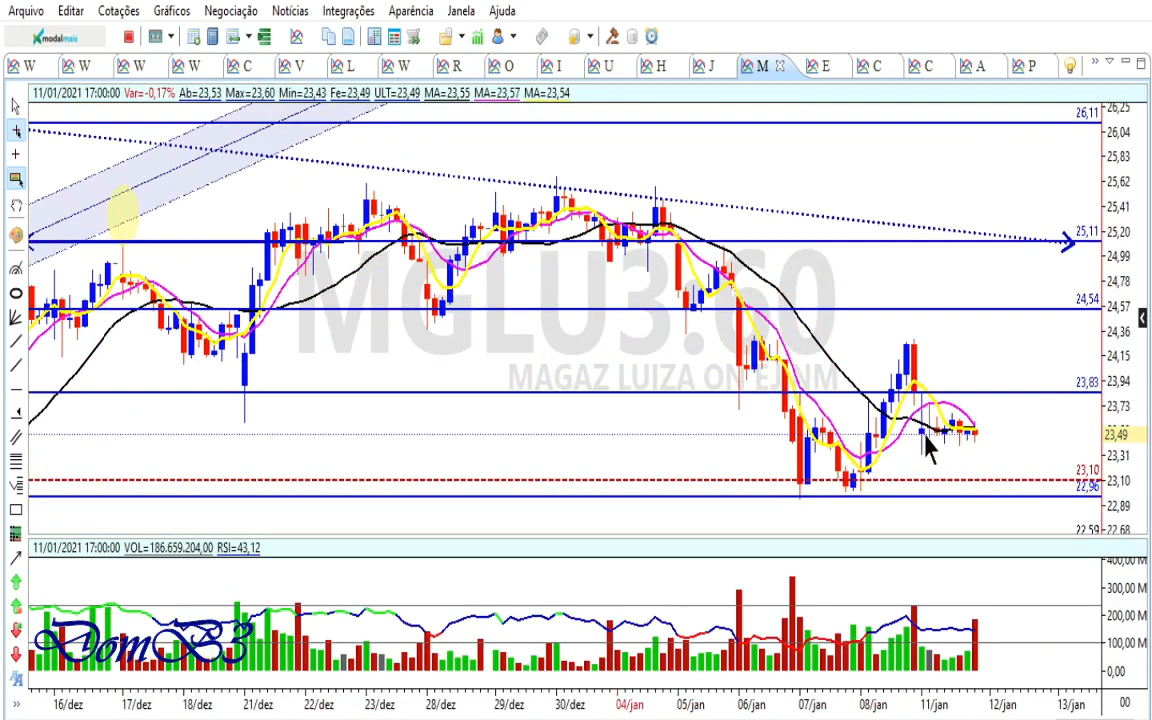 Arquivo Editar Cotações Gráficos Negociação Notícias Integrações Aparência Janela Ajuda
modalmais
W W W W C V L W R O I U H J M E C C A P
11/01/2021 17:00:00 Var=-0,17% Ab=23,53 Max=23,60 Min=23,43 Fe=23,49 ULT=23,49 MA=23,55 MA=23,57 MA=23,54
26,25
26,11
26,04
25,83
25,62
25,41
25,11
25,20
24,99
24,78
24,54
24,57
24,36
24,15
23,83
23,94
23,73
23,49
23,31
23,10
23,10
22,96
22,89
22,59
22,68
MGLU3.60
MAGAZ LUIZA ON EJ NM
11/01/2021 17:00:00 VOL=186.659.204,00 RSI=43,12
400,00 M
300,00 M
200,00 M
100,00 M
0,00
DomB3
16/dez 17/dez 18/dez 21/dez 22/dez 23/dez 28/dez 29/dez 30/dez 04/jan 05/jan 06/jan 07/jan 08/jan 11/jan 12/jan 13/jan 00